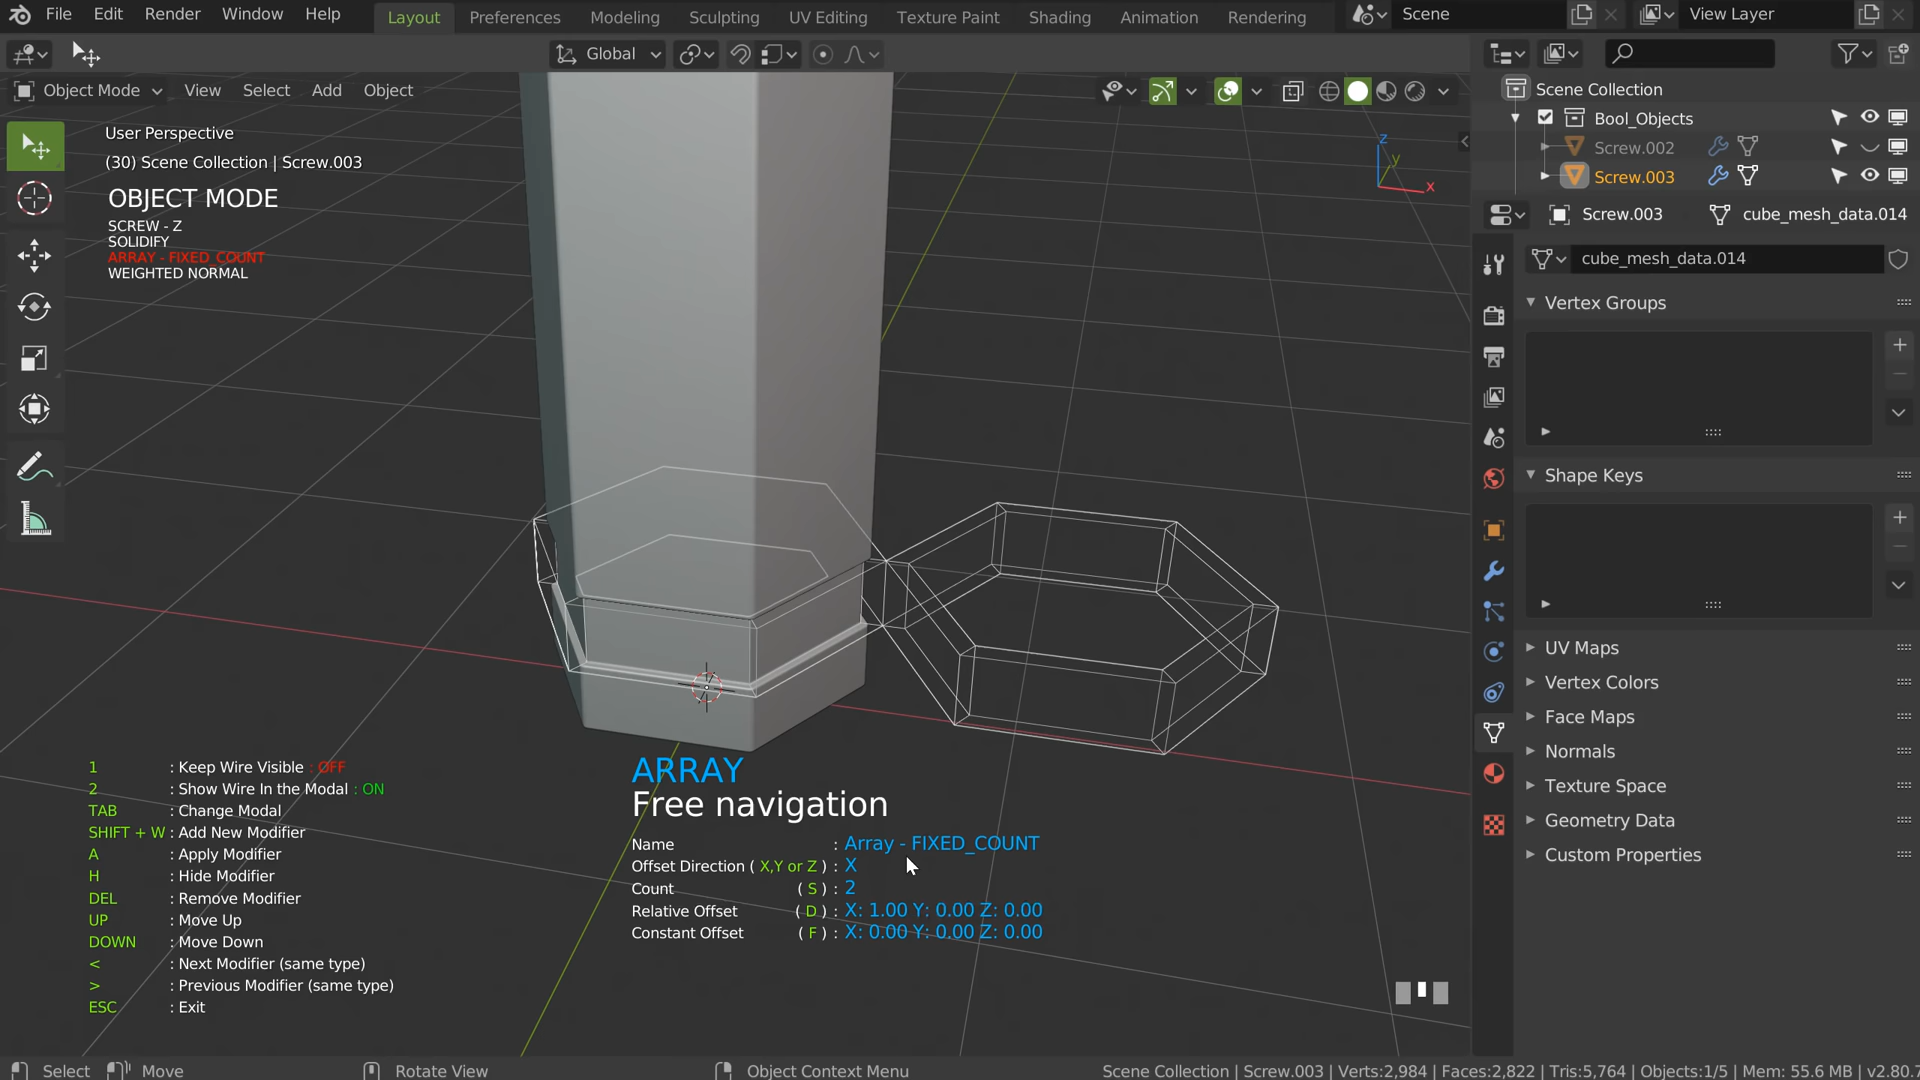 File Edit Render Window Help Layout Preferences Modeling Sculpting UV Editing Texture Paint Shading Animation Rendering Scene View Layer
Global
Object Mode View Select Add Object
User Perspective
(30) Scene Collection | Screw.003
OBJECT MODE
SCREW - Z
SOLIDIFY
ARRAY - FIXED_COUNT
WEIGHTED NORMAL
z
y
x
1 : Keep Wire Visible : OFF
2 : Show Wire In the Modal : ON
TAB : Change Modal
SHIFT + W : Add New Modifier
A : Apply Modifier
H : Hide Modifier
DEL : Remove Modifier
UP : Move Up
DOWN : Move Down
< : Next Modifier (same type)
> : Previous Modifier (same type)
ESC : Exit
ARRAY
Free navigation
Name : Array - FIXED_COUNT
Offset Direction ( X,Y or Z ) : X
Count ( S ) : 2
Relative Offset ( D ) : X: 1.00 Y: 0.00 Z: 0.00
Constant Offset ( F ) : X: 0.00 Y: 0.00 Z: 0.00
Scene Collection
Bool_Objects
Screw.002
Screw.003
Screw.003 cube_mesh_data.014
cube_mesh_data.014
Vertex Groups
Shape Keys
UV Maps
Vertex Colors
Face Maps
Normals
Texture Space
Geometry Data
Custom Properties
Select Move Rotate View Object Context Menu Scene Collection | Screw.003 | Verts:2,984 | Faces:2,822 | Tris:5,764 | Objects:1/5 | Mem: 55.6 MB | v2.80.7